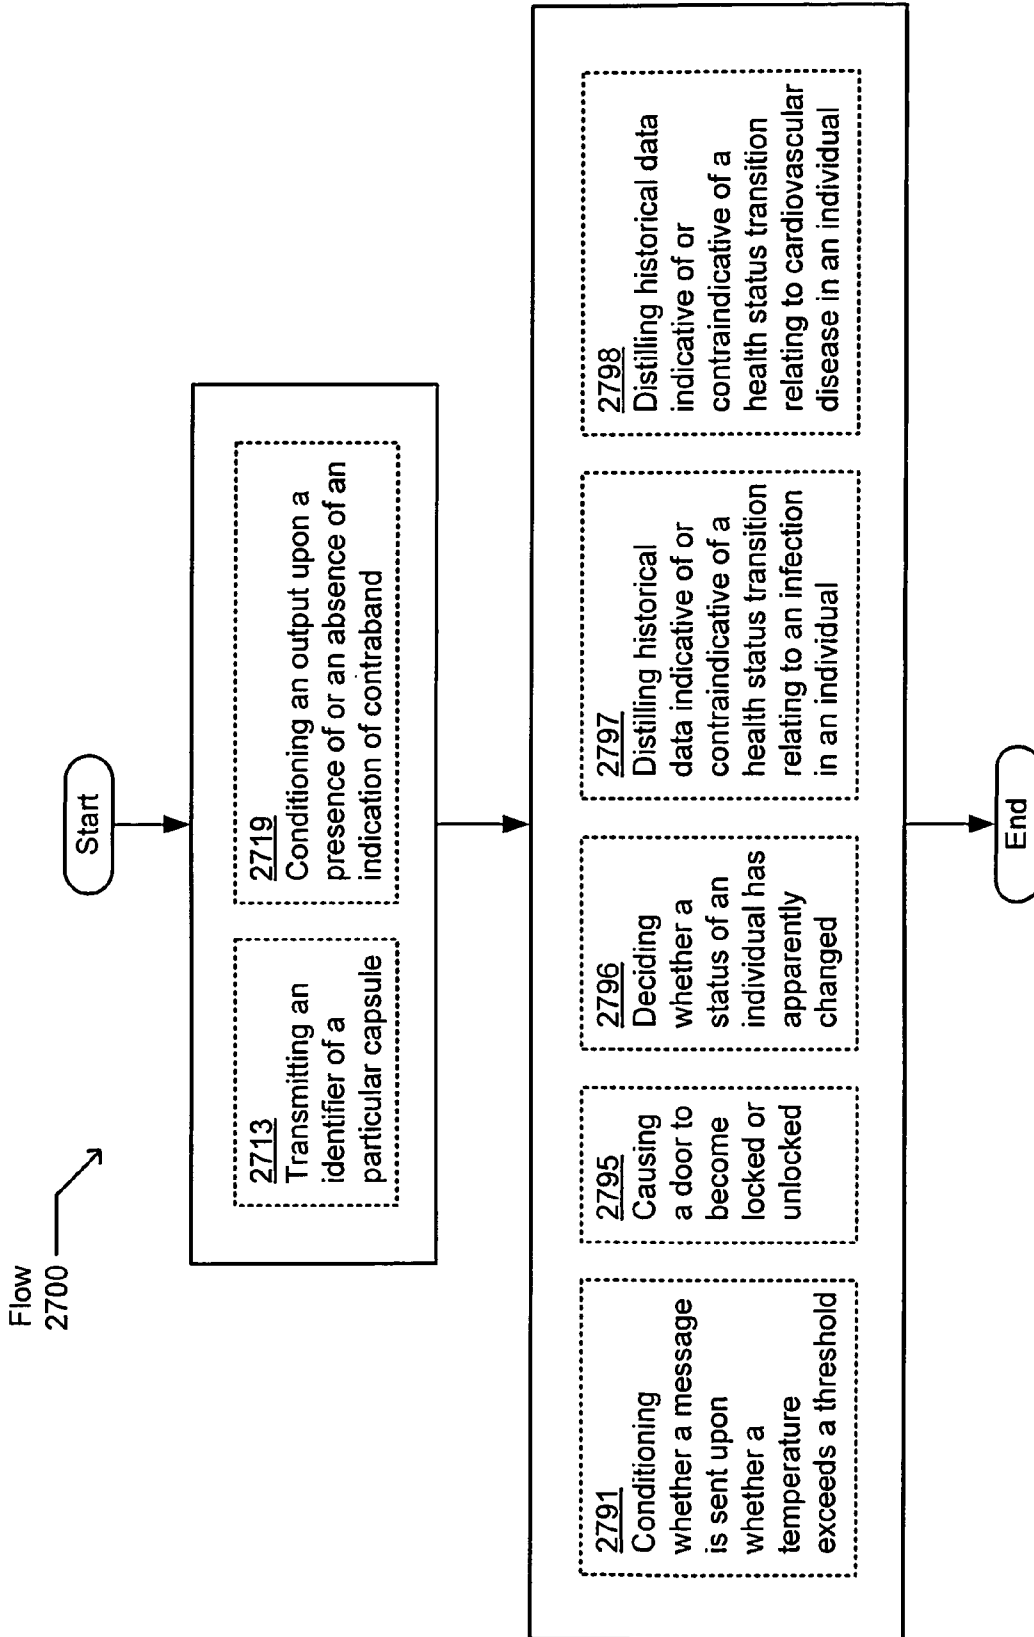 Flow
2700
Start
2713
Transmitting an
identifier of a
particular capsule
2719
Conditioning an output upon a
presence of or an absence of an
indication of contraband
2791
Conditioning
whether a message
is sent upon
whether a
temperature
exceeds a threshold
2795
Causing
a door to
become
locked or
unlocked
2796
Deciding
whether a
status of an
individual has
apparently
changed
2797
Distilling historical
data indicative of or
contraindicative of a
health status transition
relating to an infection
in an individual
2798
Distilling historical data
indicative of or
contraindicative of a
health status transition
relating to cardiovascular
disease in an individual
End